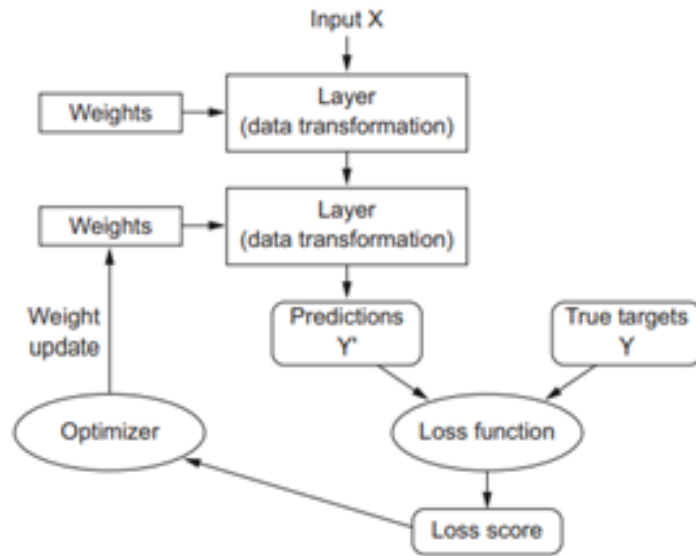 Input X
Layer
(data transformation)
Weights
Layer
(data transformation)
Weights
Predictions
Y'
True targets
Y
Weight
update
Optimizer
Loss function
Loss score